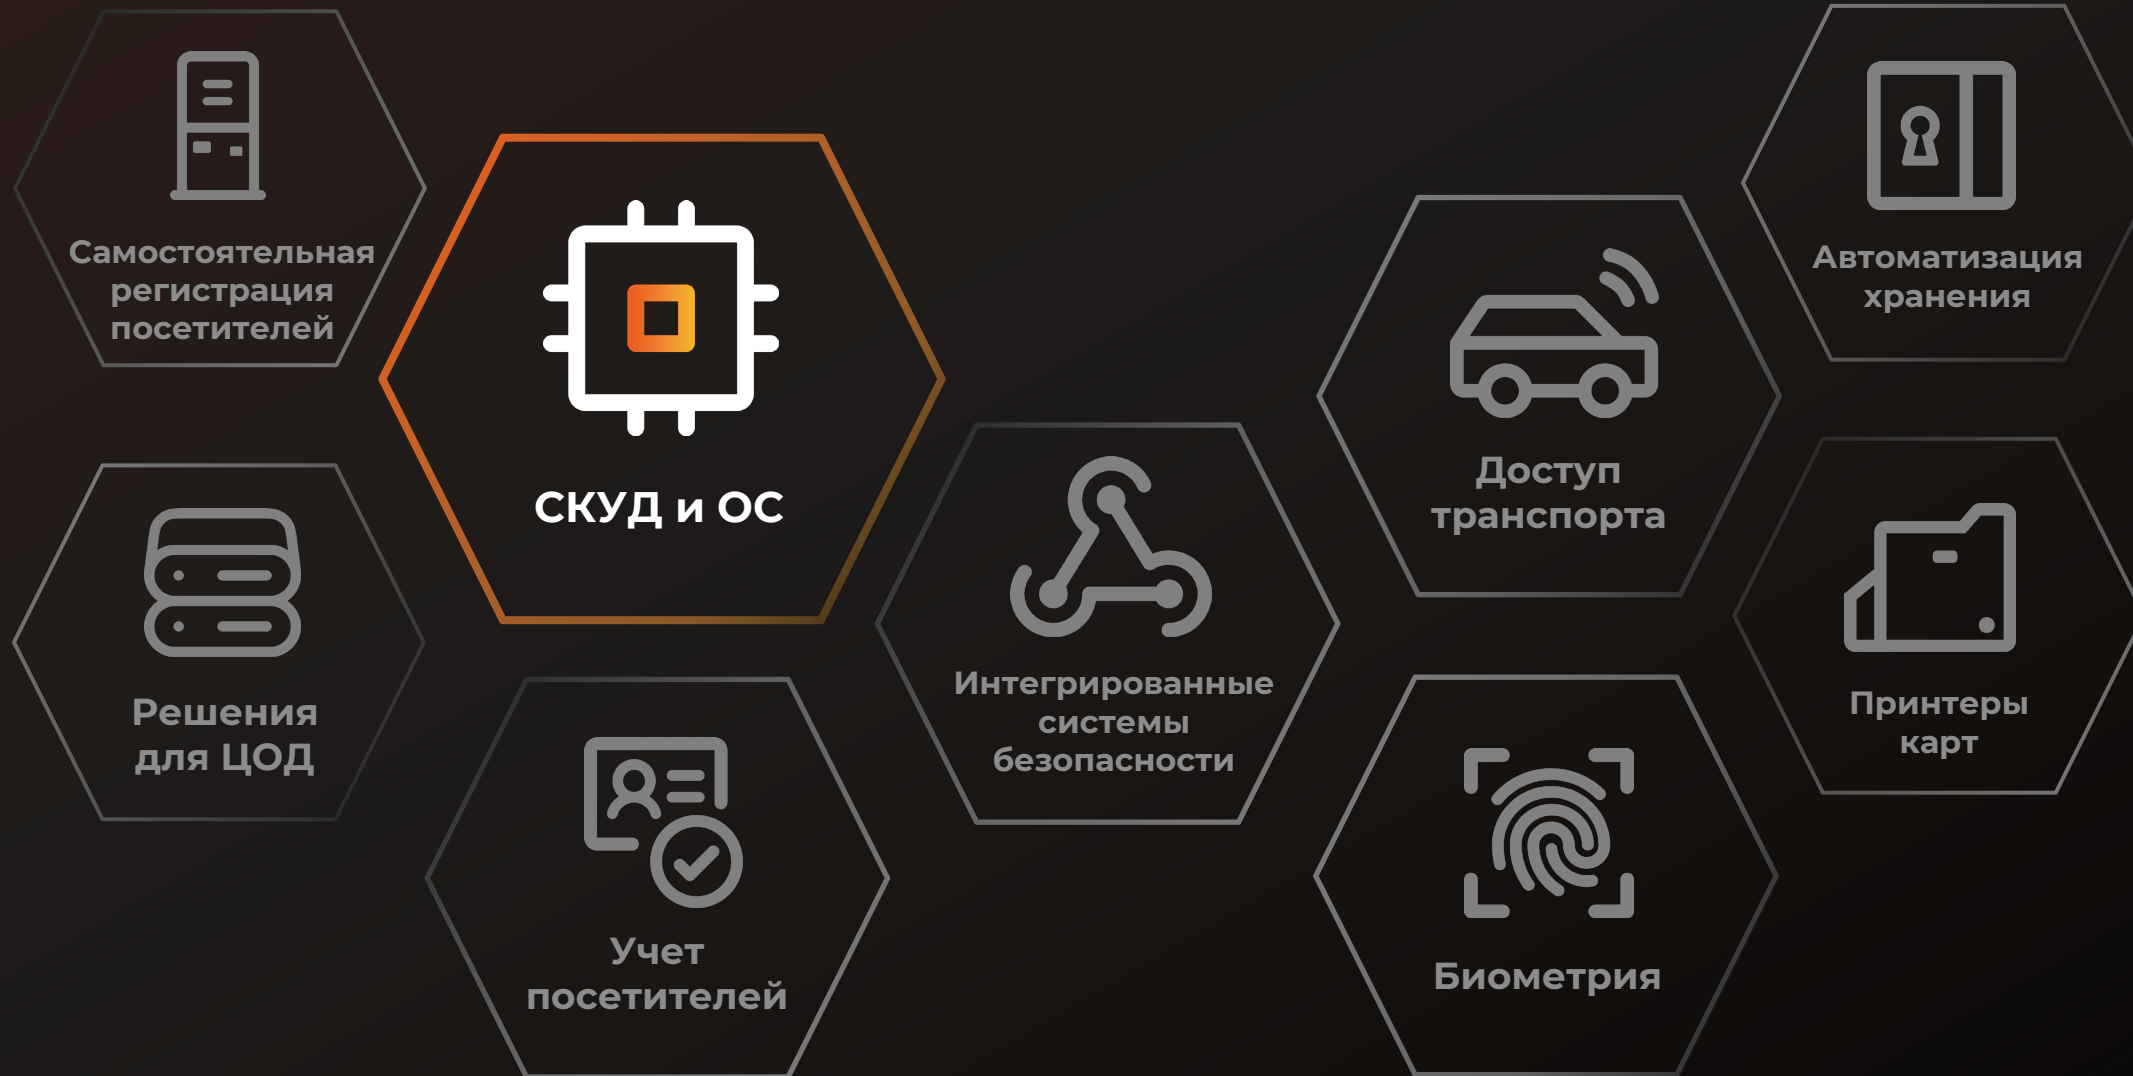 Самостоятельная
регистрация
посетителей
СКУД и ОС
Доступ
транспорта
Автоматизация
хранения
Решения
для ЦОД
Учет
посетителей
Интегрированные
системы
безопасности
Биометрия
Принтеры
карт